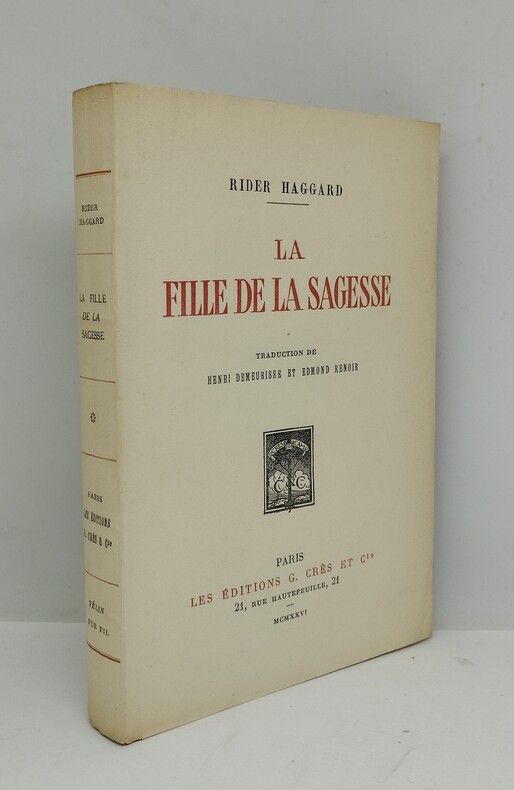 RIDER HAGGARD
LA
FILLE DE LA SAGESSE
TRADUCTION DE
HENRI DEMEURISSE ET EDMOND RENOIR
C C
PARIS
LES ÉDITIONS G. CRÈS ET Cie
21, RUE HAUTEFEUILLE, 21
MCMXXVI
RIDER
HAGGARD
LA FILLE
DE LA
SAGESSE
PARIS
LES ÉDITIONS
G. CRÈS & Cie
VÉLIN
PUR FIL